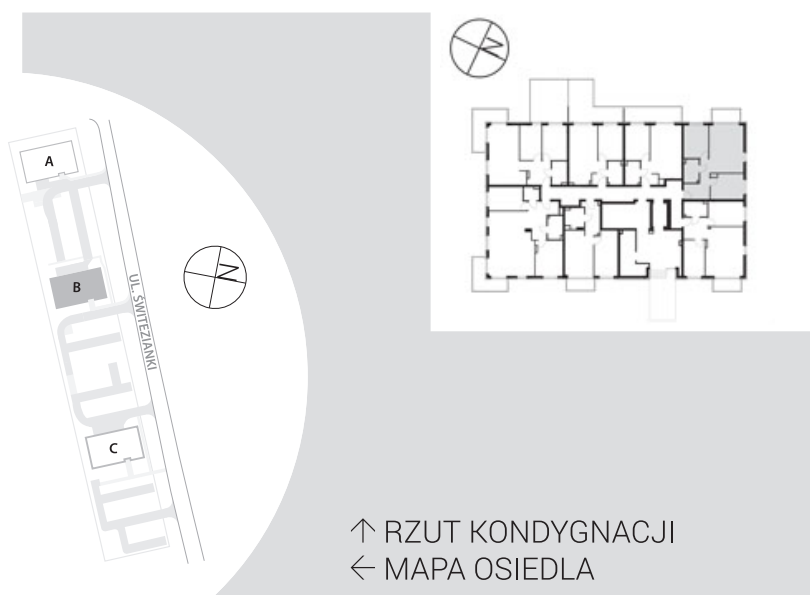 N
A
B
N
UL. ŚWITEZIANKI
C
↑ RZUT KONDYGNACJI
← MAPA OSIEDLA